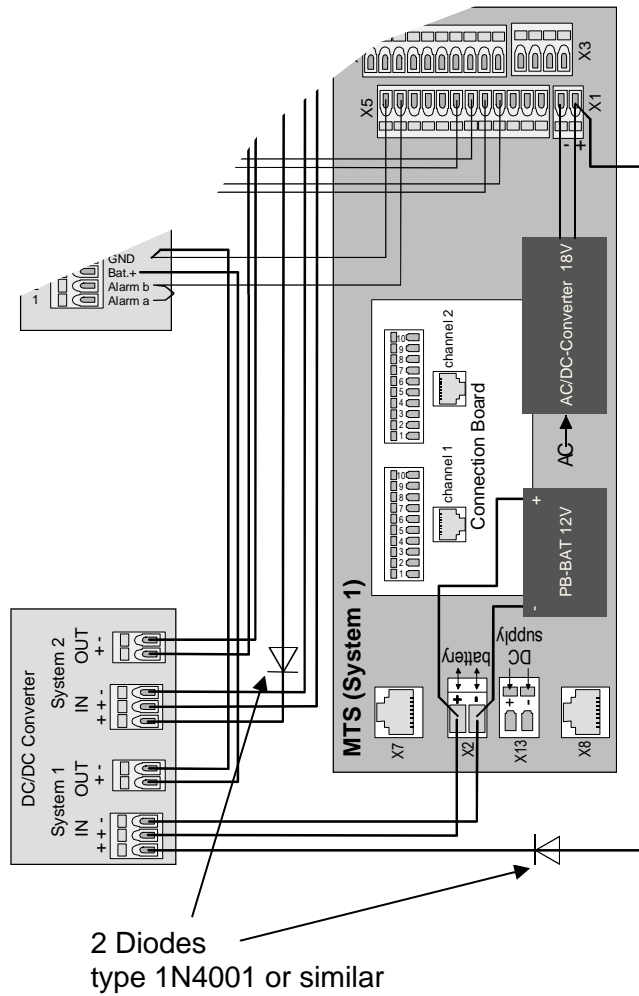 X3
X5
X1
-
+
GND
Bat.+
Alarm b
Alarm a
1
AC/DC-Converter 18V
AC
channel 2
10
9
8
7
6
5
4
3
2
1
channel 1
10
9
8
7
6
5
4
3
2
1
Connection Board
PB-BAT 12V
+
-
MTS (System 1)
battery
+
-
DC
supply
+
-
X7
X2
X13
X8
DC/DC Converter
System 2
OUT
+ -
IN
+ + -
System 1
OUT
+ -
IN
+ + -
2 Diodes
type 1N4001 or similar